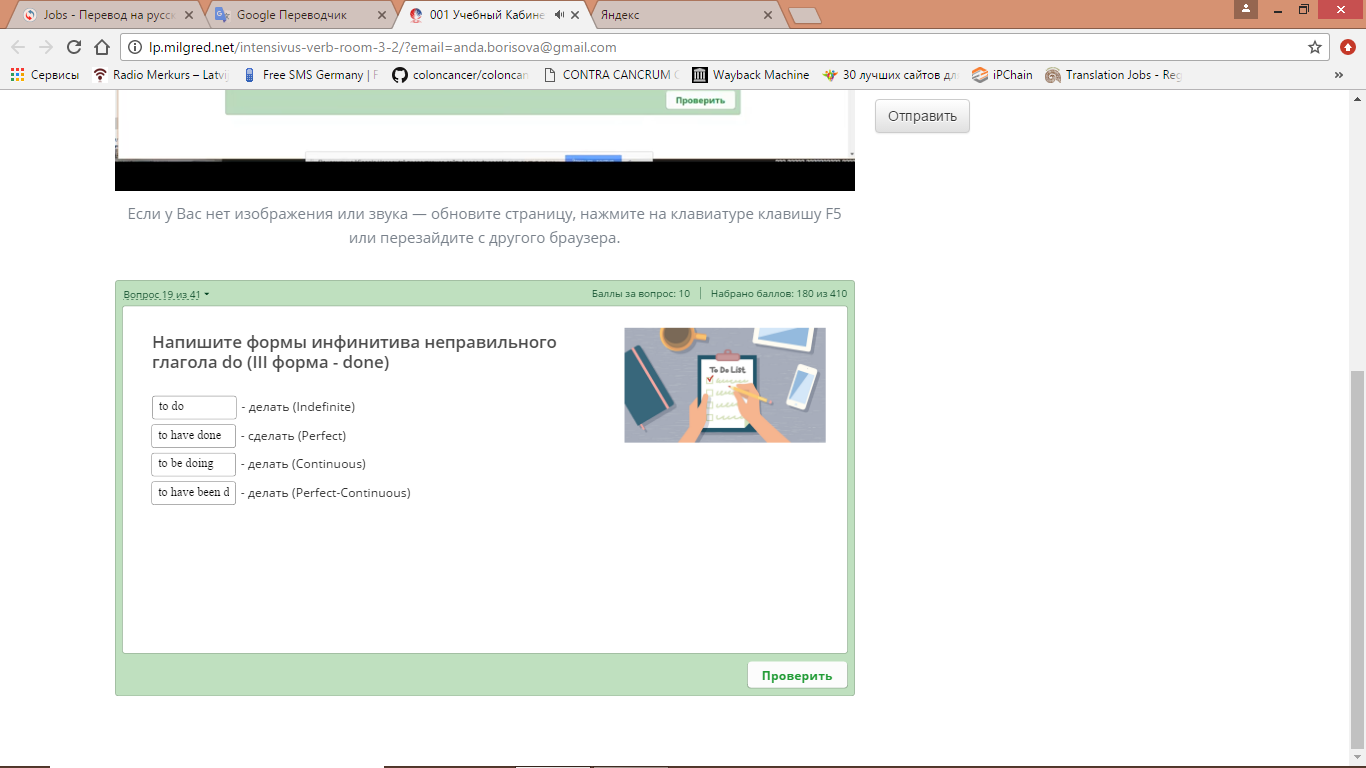 Jobs - Перевод на русск
Google Переводчик
001 Учебный Кабине
Яндекс
lp.milgred.net/intensivus-verb-room-3-2/?email=anda.borisova@gmail.com
Сервисы
Radio Merkurs – Latvij
Free SMS Germany | F
coloncancer/coloncan
CONTRA CANCRUM C
Wayback Machine
30 лучших сайтов для
iPChain
Translation Jobs - Reg
»
Проверить
Отправить
Если у Вас нет изображения или звука — обновите страницу, нажмите на клавиатуре клавишу F5
или перезайдите с другого браузера.
Вопрос 19 из 41
Баллы за вопрос: 10
Набрано баллов: 180 из 410
Напишите формы инфинитива неправильного
глагола do (III форма - done)
To Do List
to do - делать (Indefinite)
to have done - сделать (Perfect)
to be doing - делать (Continuous)
to have been d - делать (Perfect-Continuous)
Проверить